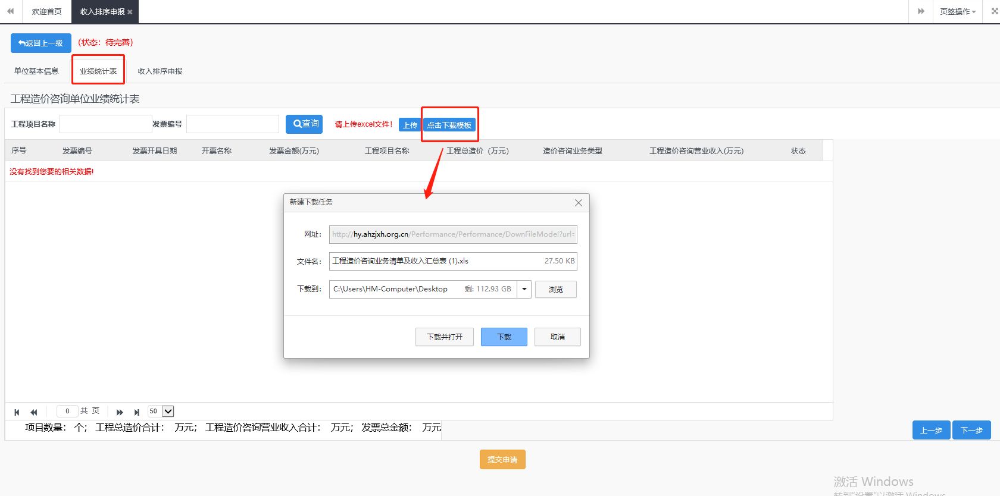 欢迎首页 收入排序申报 页签操作
返回上一级 (状态：待完善)
单位基本信息 业绩统计表 收入排序申报
工程造价咨询单位业绩统计表
工程项目名称 发票编号 查询 请上传excel文件! 上传 点击下载模板
序号 发票编号 发票开具日期 开票名称 发票金额(万元) 工程项目名称 工程总造价（万元） 造价咨询业务类型 工程造价咨询营业收入(万元) 状态
没有找到您要的相关数据!
新建下载任务
网址： http://hy.ahzjxh.org.cn/Performance/Performance/DownFileModel?url=
文件名： 工程造价咨询业务清单及收入汇总表 (1).xls 27.50 KB
下载到： C:\Users\HM-Computer\Desktop 剩: 112.93 GB 浏览
下载并打开 下载 取消
0 共 页 50
项目数量： 个； 工程总造价合计： 万元； 工程造价咨询营业收入合计： 万元； 发票总金额： 万元
上一步 下一步
提交申请
激活 Windows
转到"设置"以激活 Windows